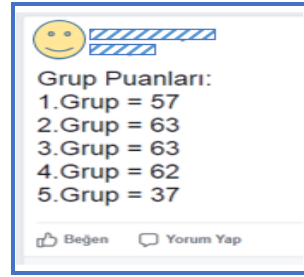 Grup Puanları:
1.Grup = 57
2.Grup = 63
3.Grup = 63
4.Grup = 62
5.Grup = 37
Beğen Yorum Yap